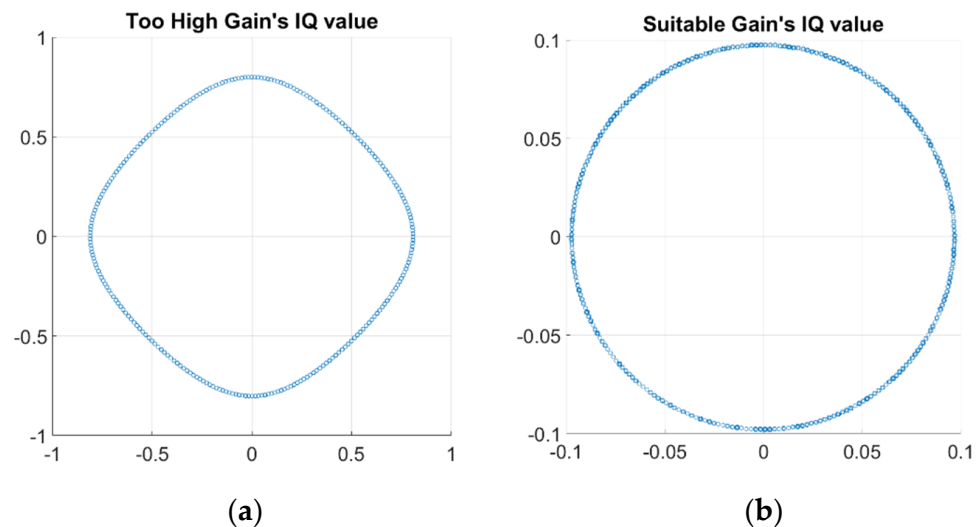 Too High Gain's IQ value
1
0.5
0
-0.5
-1
-1 -0.5 0 0.5 1
(a)
Suitable Gain's IQ value
0.1
0.05
0
-0.05
-0.1
-0.1 -0.05 0 0.05 0.1
(b)